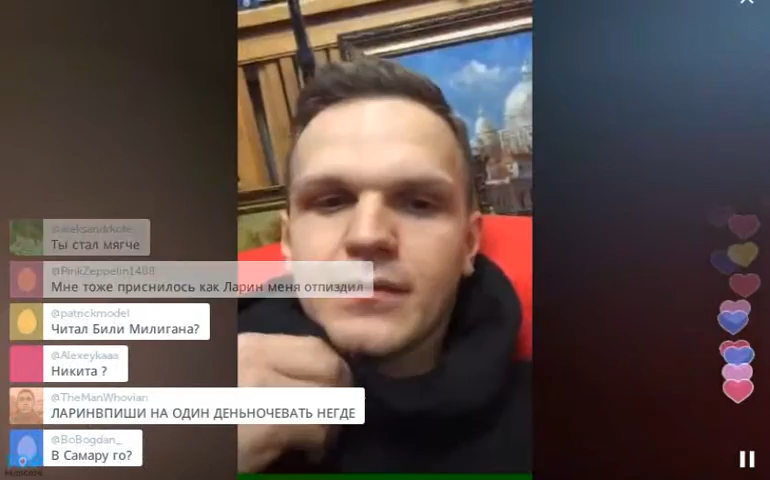 @aleksandrkote
Ты стал мягче
@PinkZeppelin1488
Мне тоже приснилось как Ларин меня отпиздил
@patrickmodel
Читал Били Милигана?
@Alexeykaaa
Никита ?
@TheManWhovian
ЛАРИНВПИШИ НА ОДИН ДЕНЬНОЧЕВАТЬ НЕГДЕ
@BoBogdan_
В Самару го?